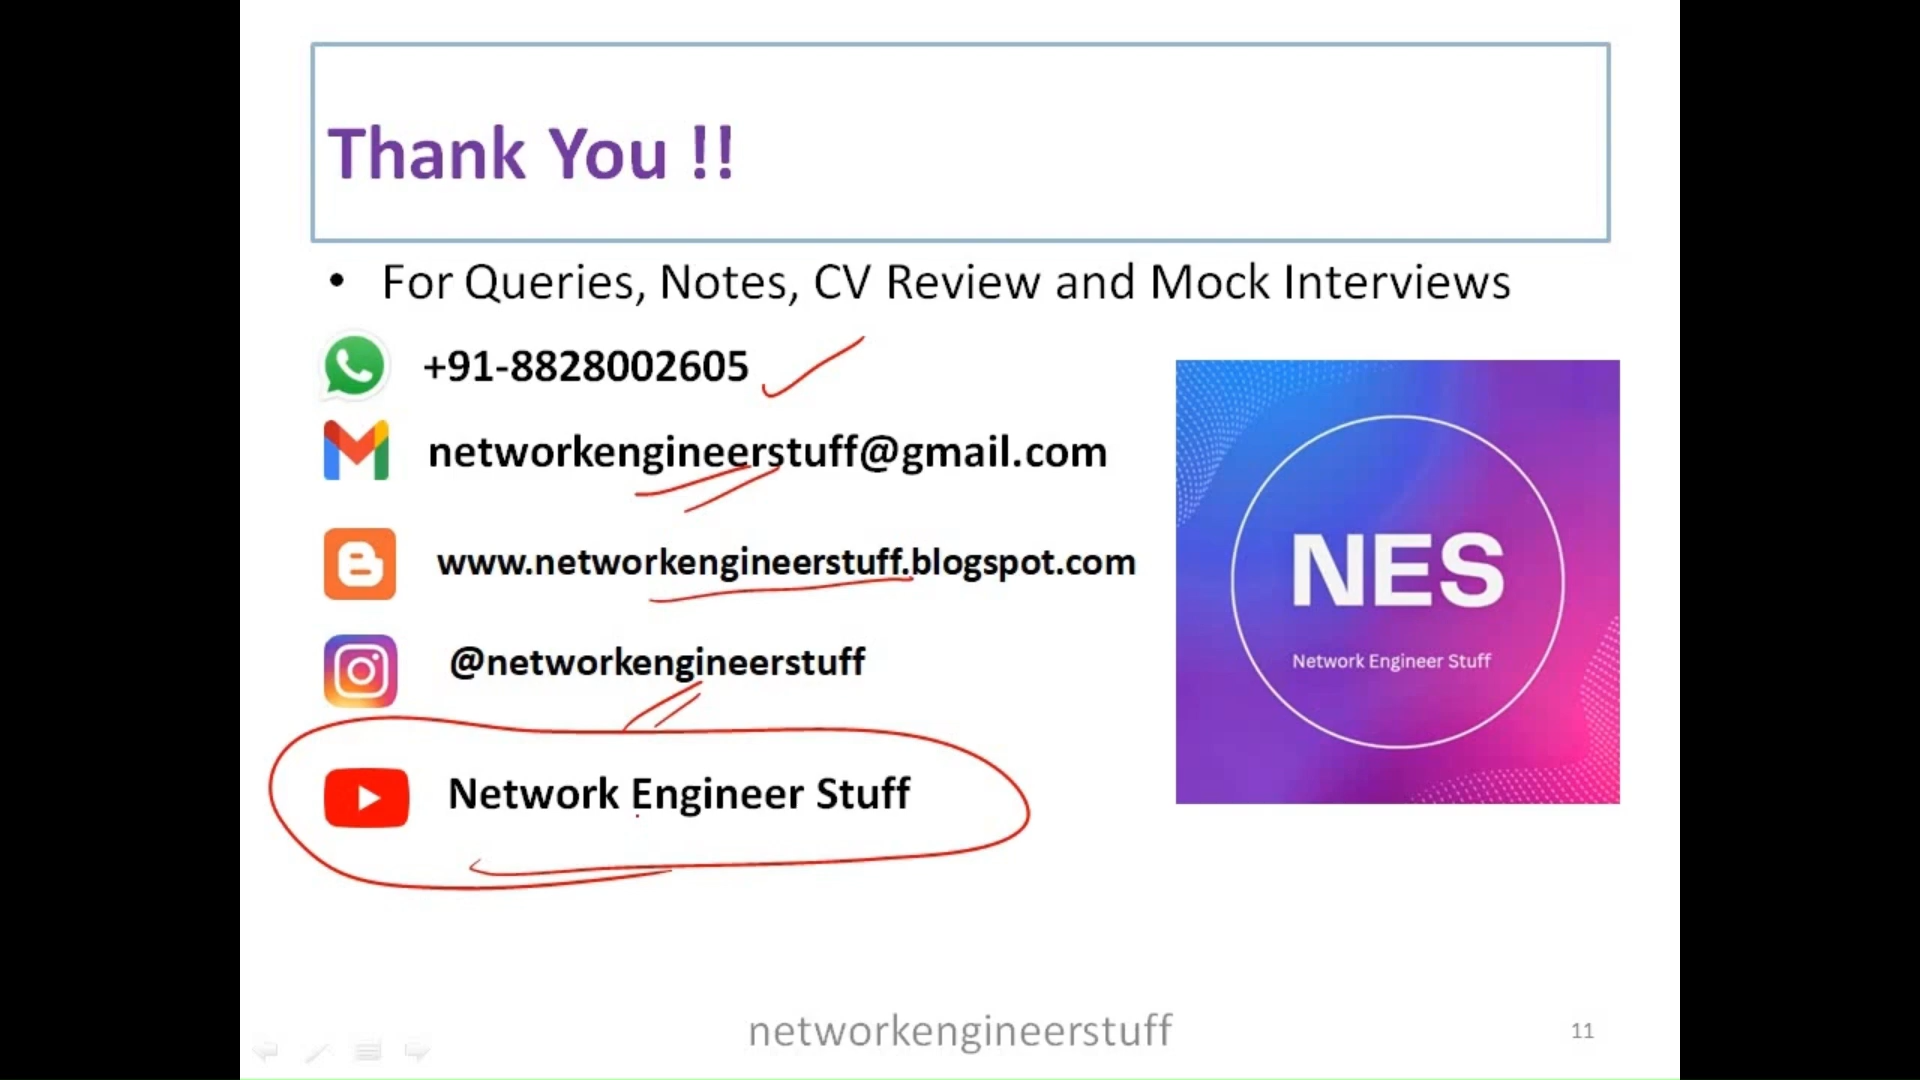 Thank You !!
• For Queries, Notes, CV Review and Mock Interviews
+91-8828002605
networkengineerstuff@gmail.com
www.networkengineerstuff.blogspot.com
@networkengineerstuff
Network Engineer Stuff
NES
Network Engineer Stuff
networkengineerstuff
11